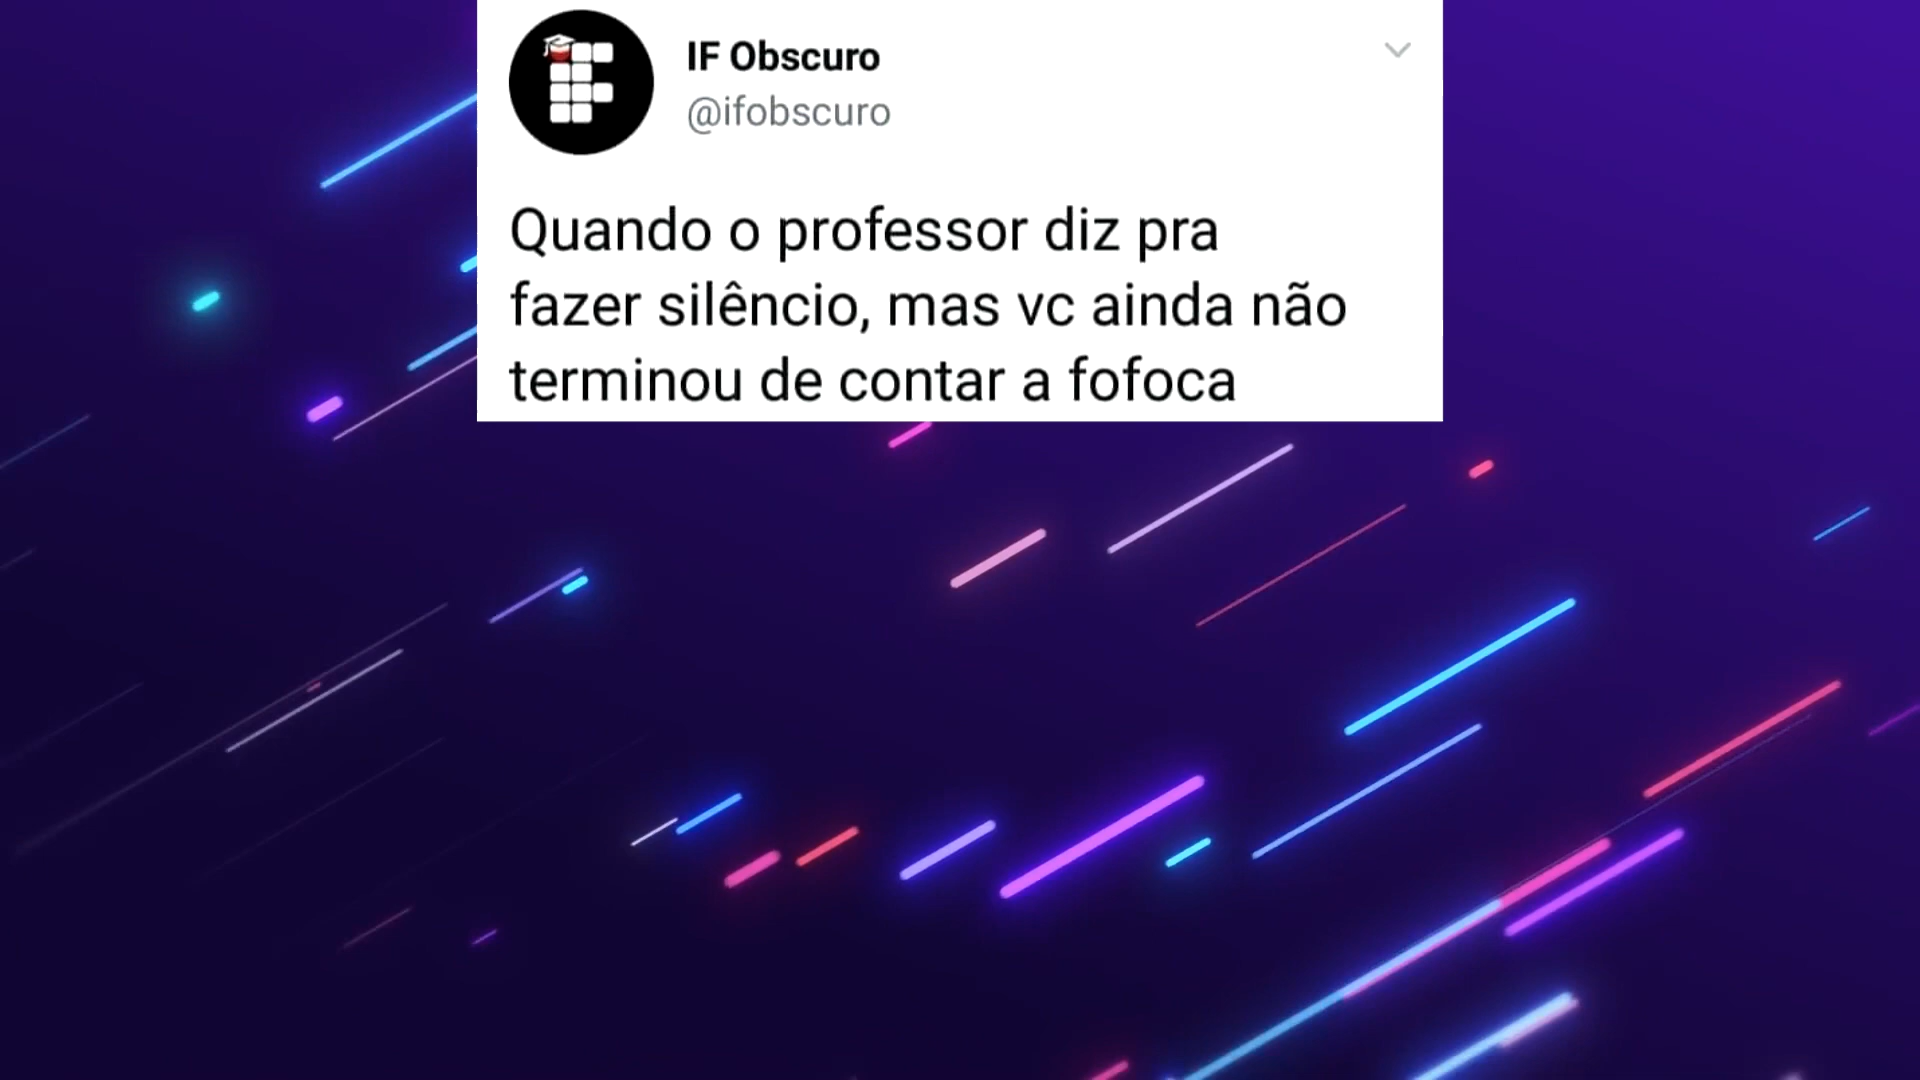 IF Obscuro
@ifobscuro
Quando o professor diz pra
fazer silêncio, mas vc ainda não
terminou de contar a fofoca